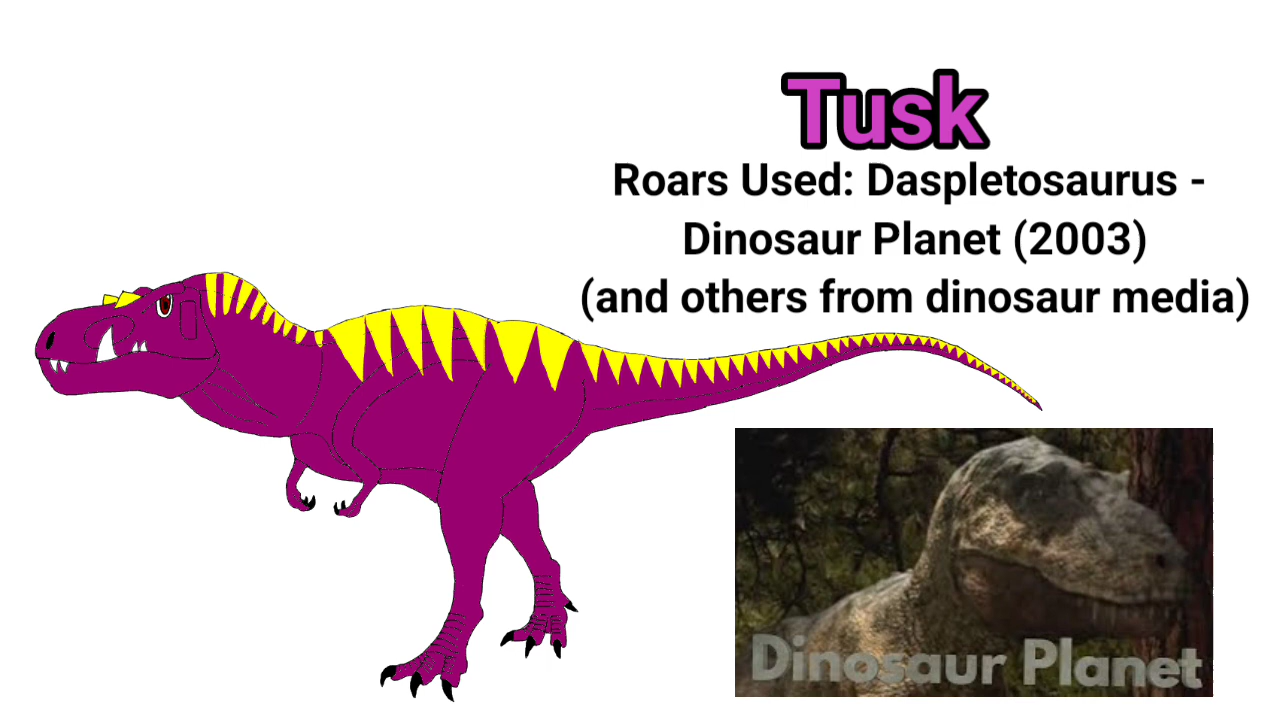 Tusk
Roars Used: Daspletosaurus -
Dinosaur Planet (2003)
(and others from dinosaur media)
Dinosaur Planet